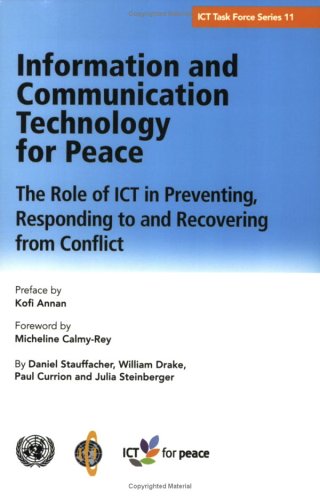 ICT Task Force Series 11
Information and
Communication
Technology
for Peace
The Role of ICT in Preventing,
Responding to and Recovering
from Conflict
Preface by
Kofi Annan
Foreword by
Micheline Calmy-Rey
By Daniel Stauffacher, William Drake,
Paul Currion and Julia Steinberger
ICT for peace
Copyrighted Material